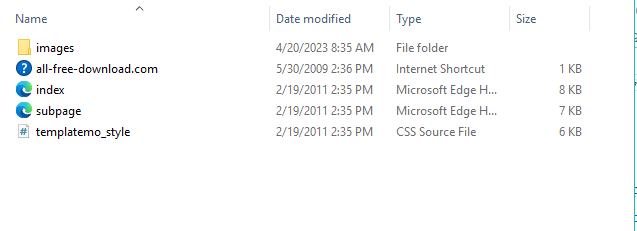 Name Date modified Type Size
images 4/20/2023 8:35 AM File folder
all-free-download.com 5/30/2009 2:36 PM Internet Shortcut 1 KB
index 2/19/2011 2:35 PM Microsoft Edge H... 8 KB
subpage 2/19/2011 2:35 PM Microsoft Edge H... 7 KB
templatemo_style 2/19/2011 2:35 PM CSS Source File 6 KB